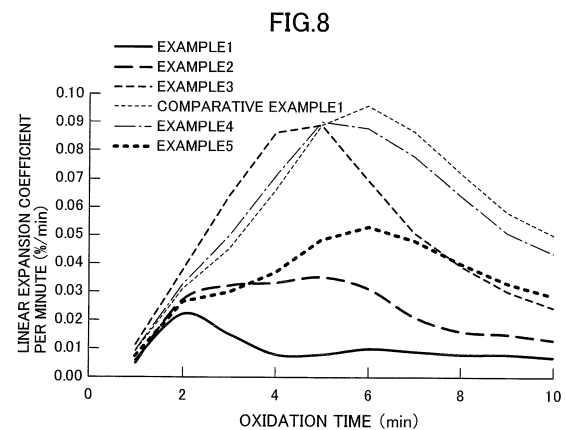 FIG.8
EXAMPLE1
EXAMPLE2
EXAMPLE3
COMPARATIVE EXAMPLE1
EXAMPLE4
EXAMPLE5
LINEAR EXPANSION COEFFICIENT
PER MINUTE (%/min)
0.10
0.09
0.08
0.07
0.06
0.05
0.04
0.03
0.02
0.01
0.00
0 2 4 6 8 10
OXIDATION TIME (min)